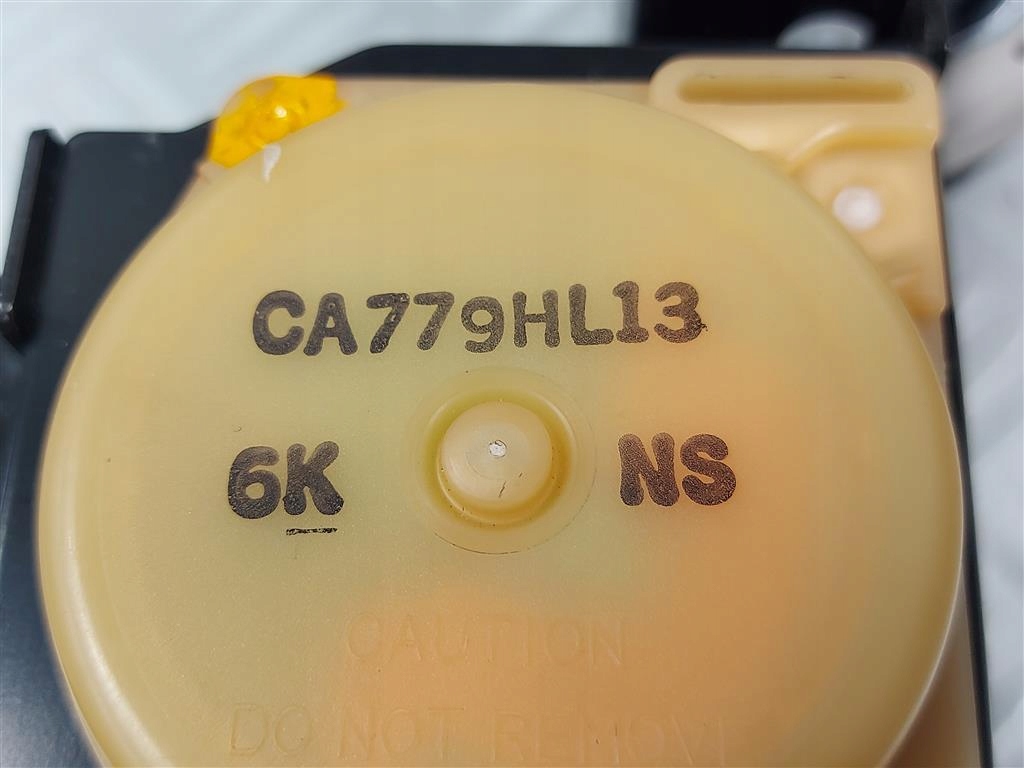 CA779HL13
6K NS
CAUTION
DO NOT REMOVE